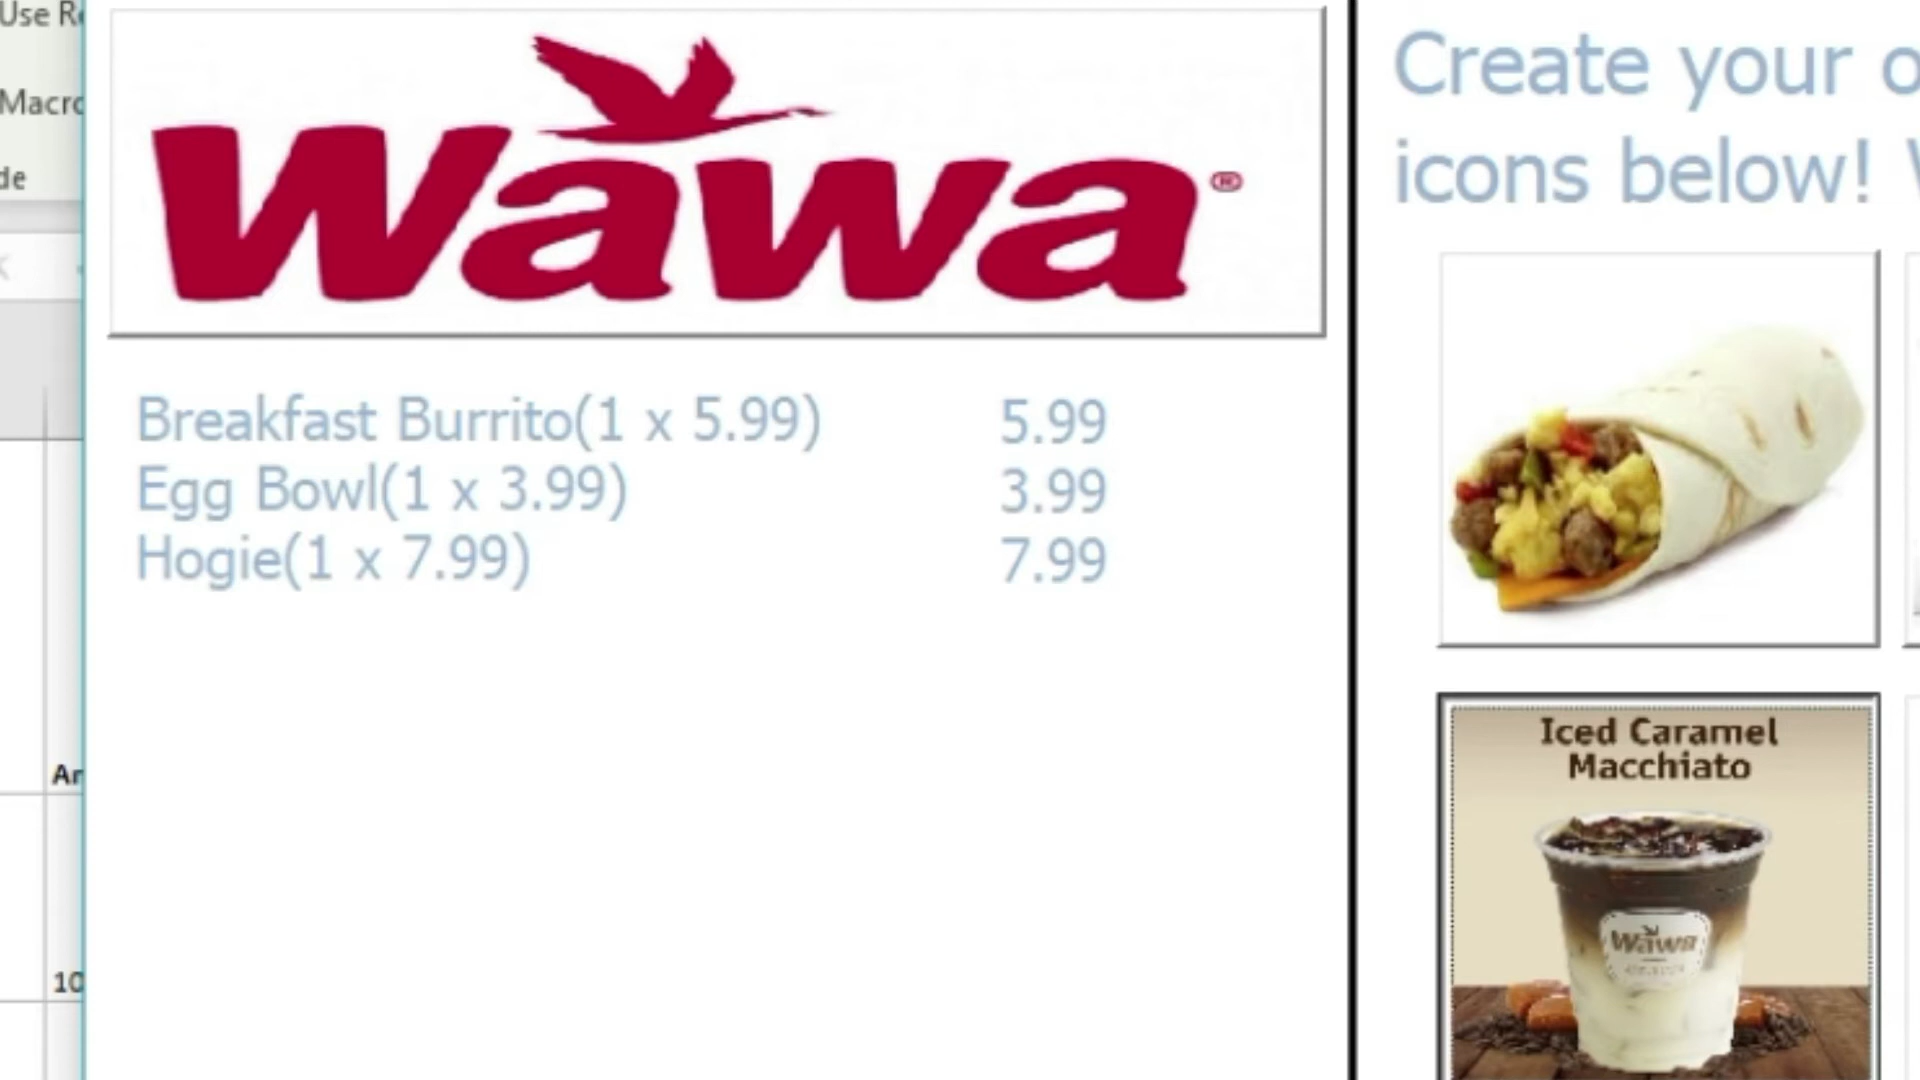 Use
Macro
de
Wawa®
Breakfast Burrito(1 x 5.99) 5.99
Egg Bowl(1 x 3.99) 3.99
Hogie(1 x 7.99) 7.99
Create your
icons below!
Iced Caramel
Macchiato
Wawa
10